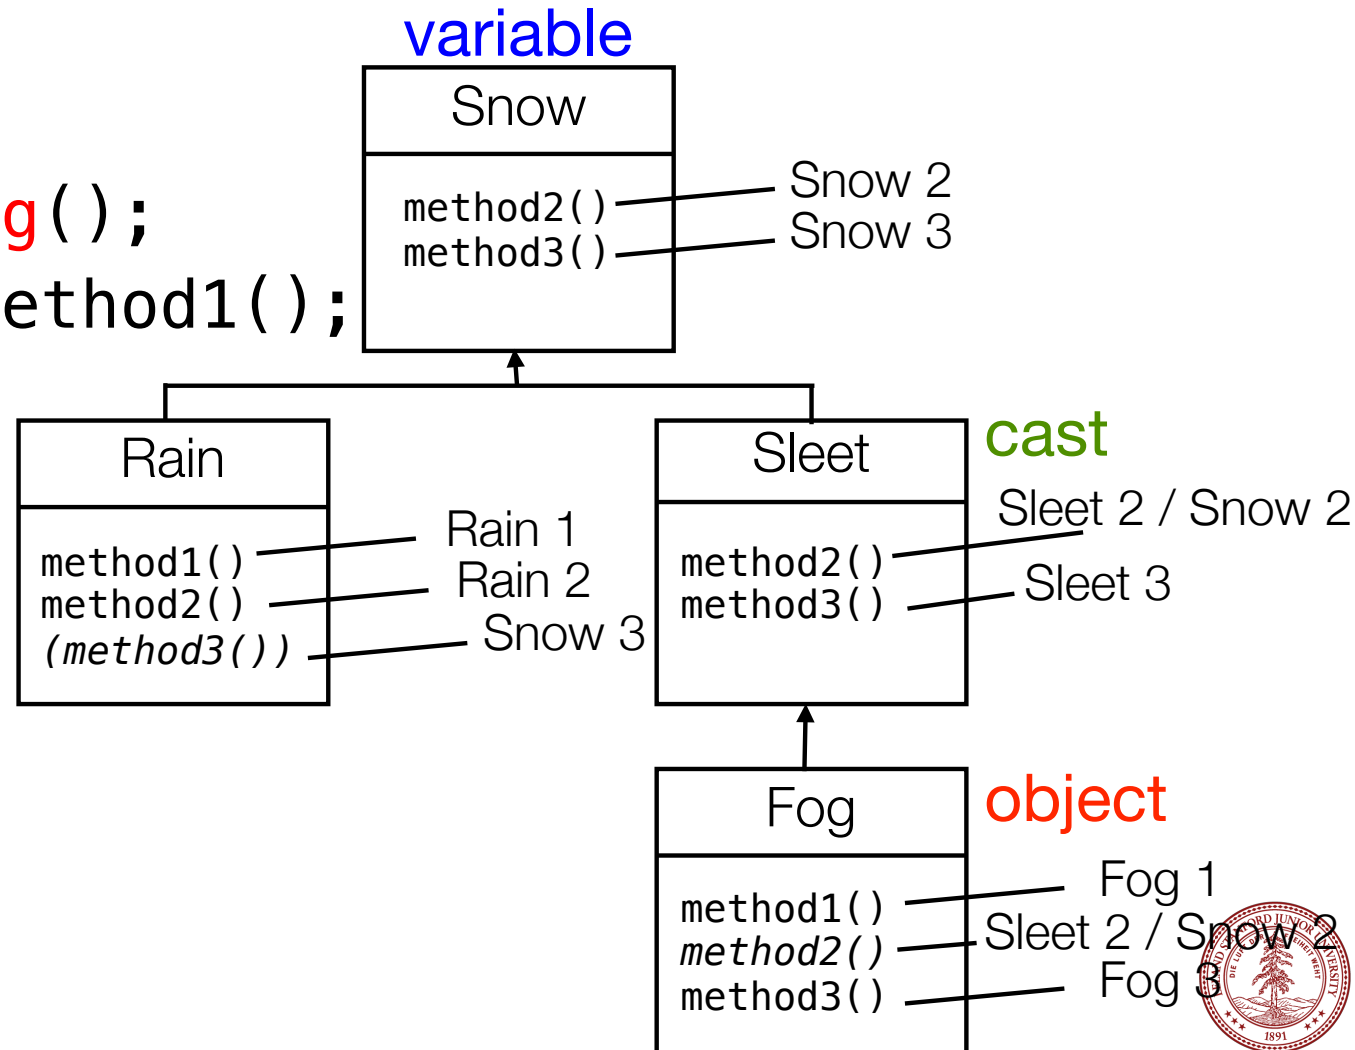 variable
Snow
method2()
method3()
Snow 2
Snow 3
g();
ethod1();
Rain
method1()
method2()
(method3())
Rain 1
Rain 2
Snow 3
Sleet
cast
method2()
method3()
Sleet 2 / Snow 2
Sleet 3
Fog
object
method1()
method2()
method3()
Fog 1
Sleet 2 / Snow 2
Fog 3
1891